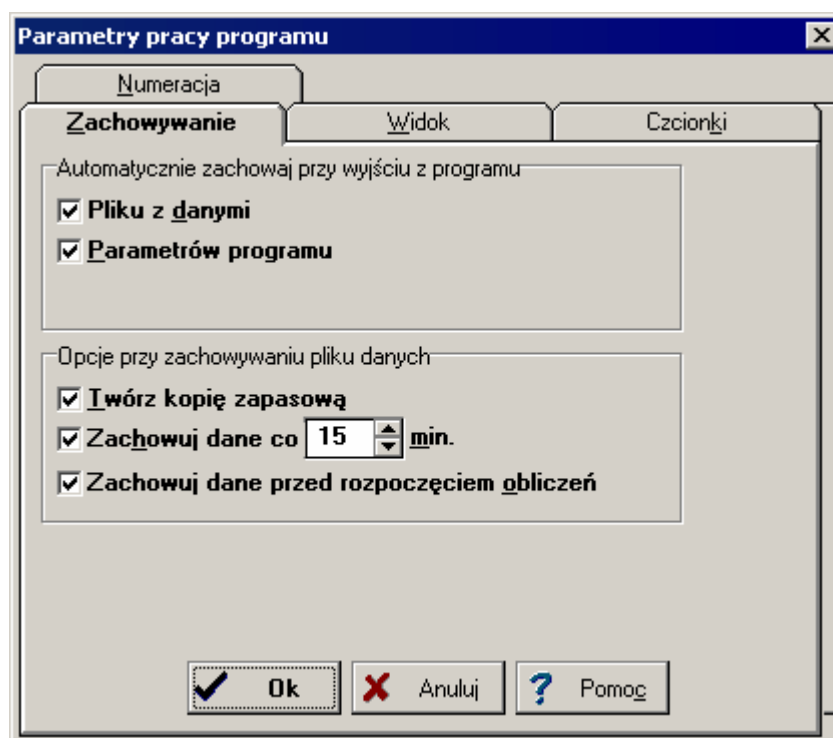 Parametry pracy programu
Numeracja
Zachowywanie Widok Czcionki
Automatycznie zachowaj przy wyjściu z programu
Pliku z danymi
Parametrów programu
Opcje przy zachowywaniu pliku danych
Twórz kopię zapasową
Zachowuj dane co 15 min.
Zachowuj dane przed rozpoczęciem obliczeń
Ok Anuluj Pomoc